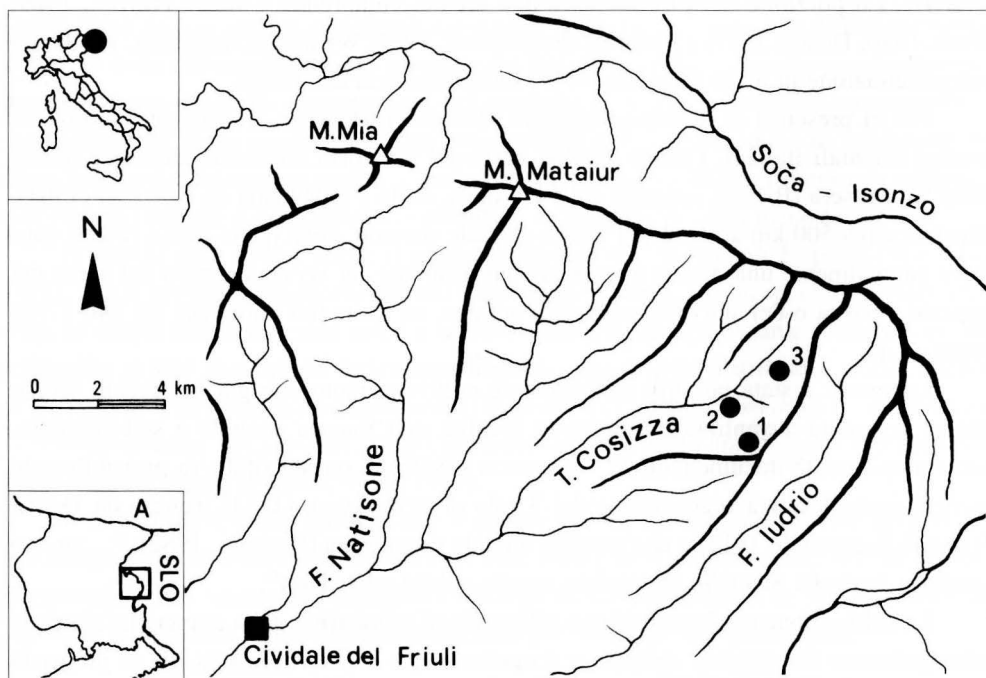 M. Mia
M. Mataiur
Soča - Isonzo
N
0 2 4 km
3
2
1
T. Cosizza
F. Natisone
F. Iudrio
A
SLO
Cividale del Friuli